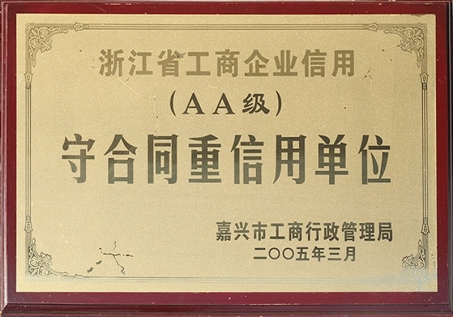 浙江省工商企业信用
（AA级）
守合同重信用单位
嘉兴市工商行政管理局
二〇〇五年三月